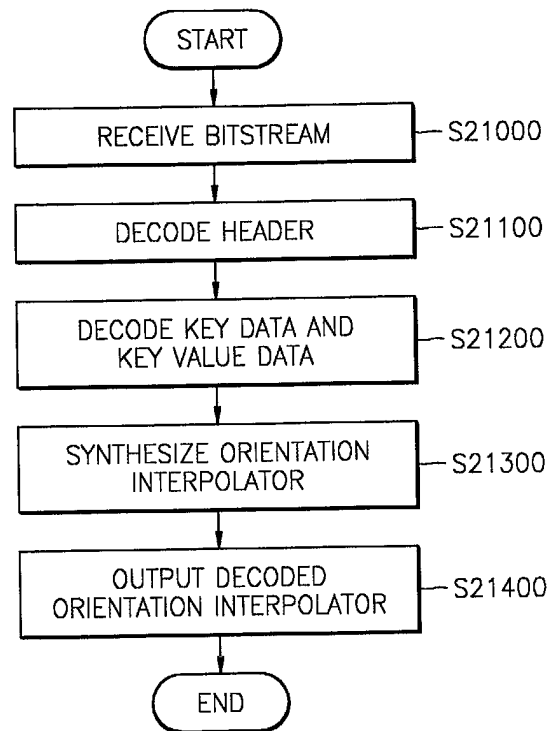 START
RECEIVE BITSTREAM
S21000
DECODE HEADER
S21100
DECODE KEY DATA AND
KEY VALUE DATA
S21200
SYNTHESIZE ORIENTATION
INTERPOLATOR
S21300
OUTPUT DECODED
ORIENTATION INTERPOLATOR
S21400
END